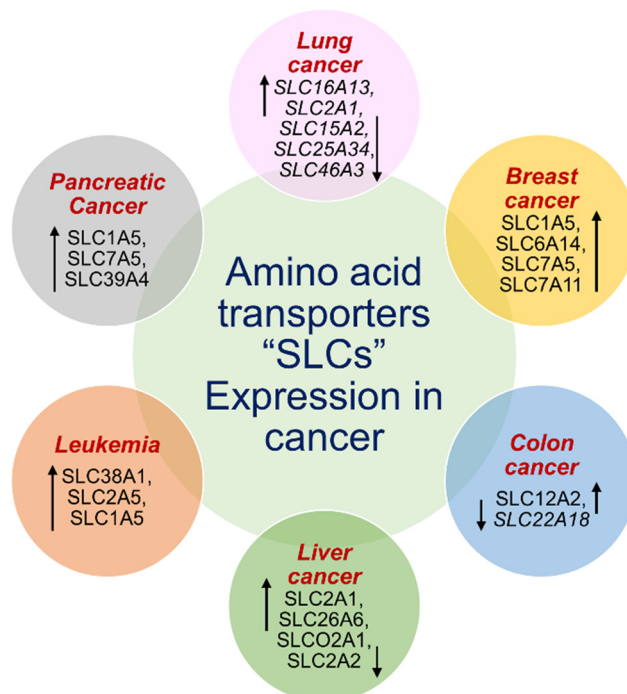 Lung
cancer
SLC16A13,
SLC2A1,
SLC15A2,
SLC25A34,
SLC46A3
Pancreatic
Cancer
SLC1A5,
SLC7A5,
SLC39A4
Breast
cancer
SLC1A5,
SLC6A14,
SLC7A5,
SLC7A11
Amino acid
transporters
“SLCs”
Expression in
cancer
Leukemia
SLC38A1,
SLC2A5,
SLC1A5
Colon
cancer
SLC12A2,
SLC22A18
Liver
cancer
SLC2A1,
SLC26A6,
SLCO2A1,
SLC2A2